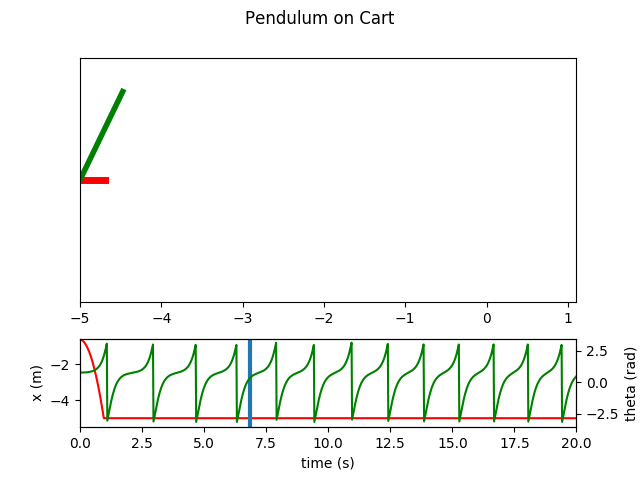 Pendulum on Cart
−5 −4 −3 −2 −1 0 1
−2
−4
x (m)
2.5
0.0
−2.5
theta (rad)
0.0 2.5 5.0 7.5 10.0 12.5 15.0 17.5 20.0
time (s)